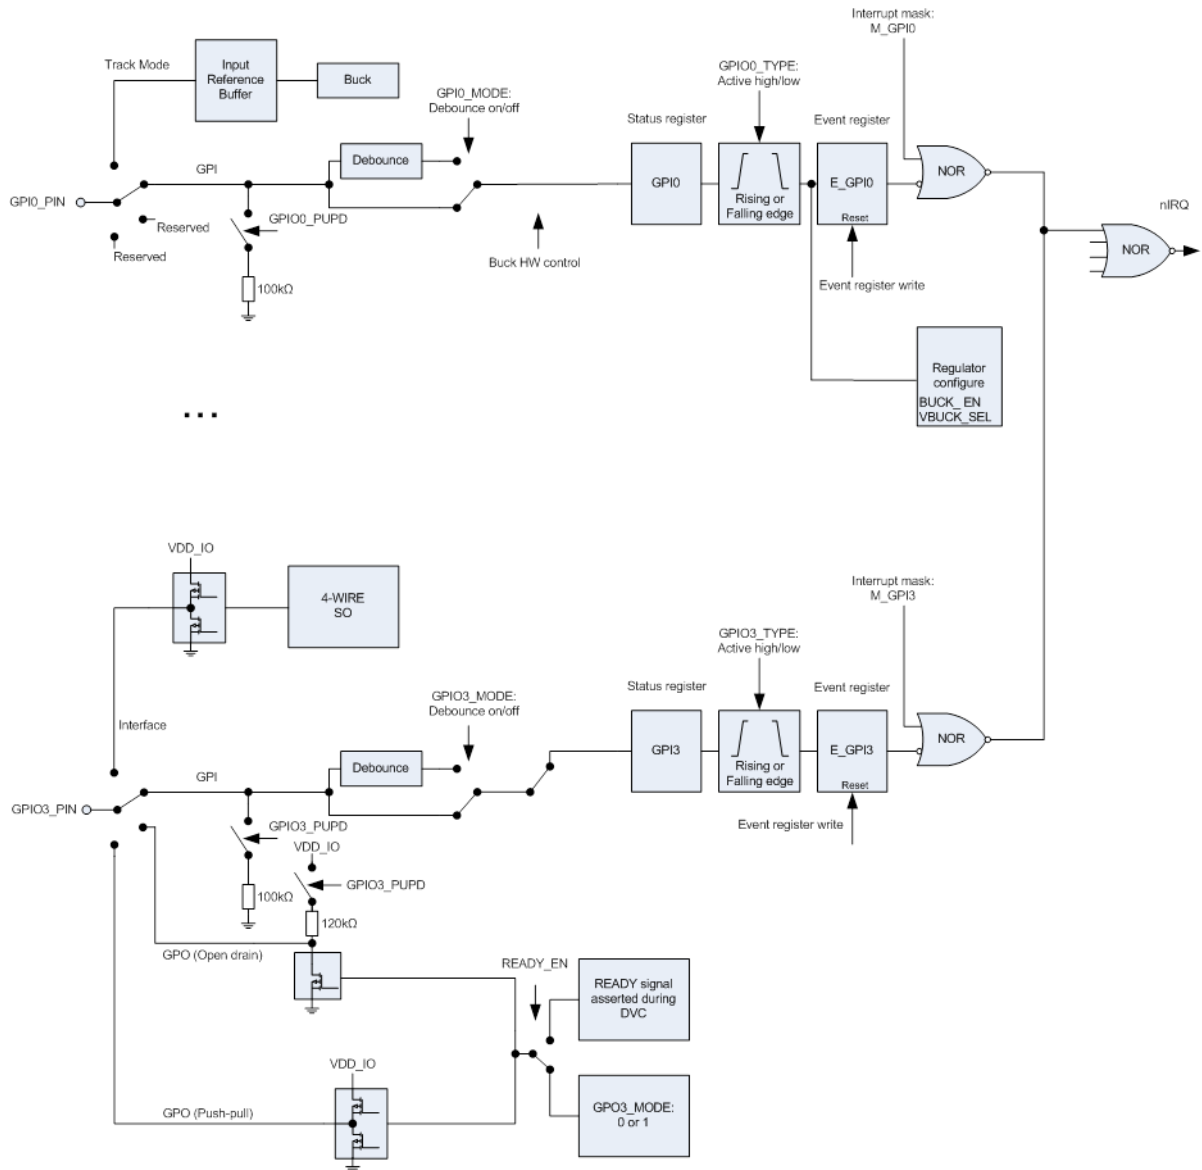 Interrupt mask:
M_GPI0
Track Mode
Input
Reference
Buffer
Buck
GPIO0_TYPE:
Active high/low
GPI0_MODE:
Debounce on/off
Status register
Event register
GPI
Debounce
GPI0
Rising or
Falling edge
E_GPI0
Reset
NOR
GPI0_PIN
Reserved
Reserved
GPIO0_PUPD
100kΩ
Buck HW control
Event register write
nIRQ
NOR
Regulator
configure
BUCK_EN
VBUCK_SEL
...
VDD_IO
4-WIRE
SO
Interrupt mask:
M_GPI3
GPIO3_TYPE:
Active high/low
GPIO3_MODE:
Debounce on/off
Status register
Event register
Interface
GPI
Debounce
GPI3
Rising or
Falling edge
E_GPI3
Reset
NOR
GPIO3_PIN
GPIO3_PUPD
Event register write
VDD_IO
GPIO3_PUPD
100kΩ
120kΩ
GPO (Open drain)
READY_EN
READY signal
asserted during
DVC
VDD_IO
GPO (Push-pull)
GPO3_MODE:
0 or 1